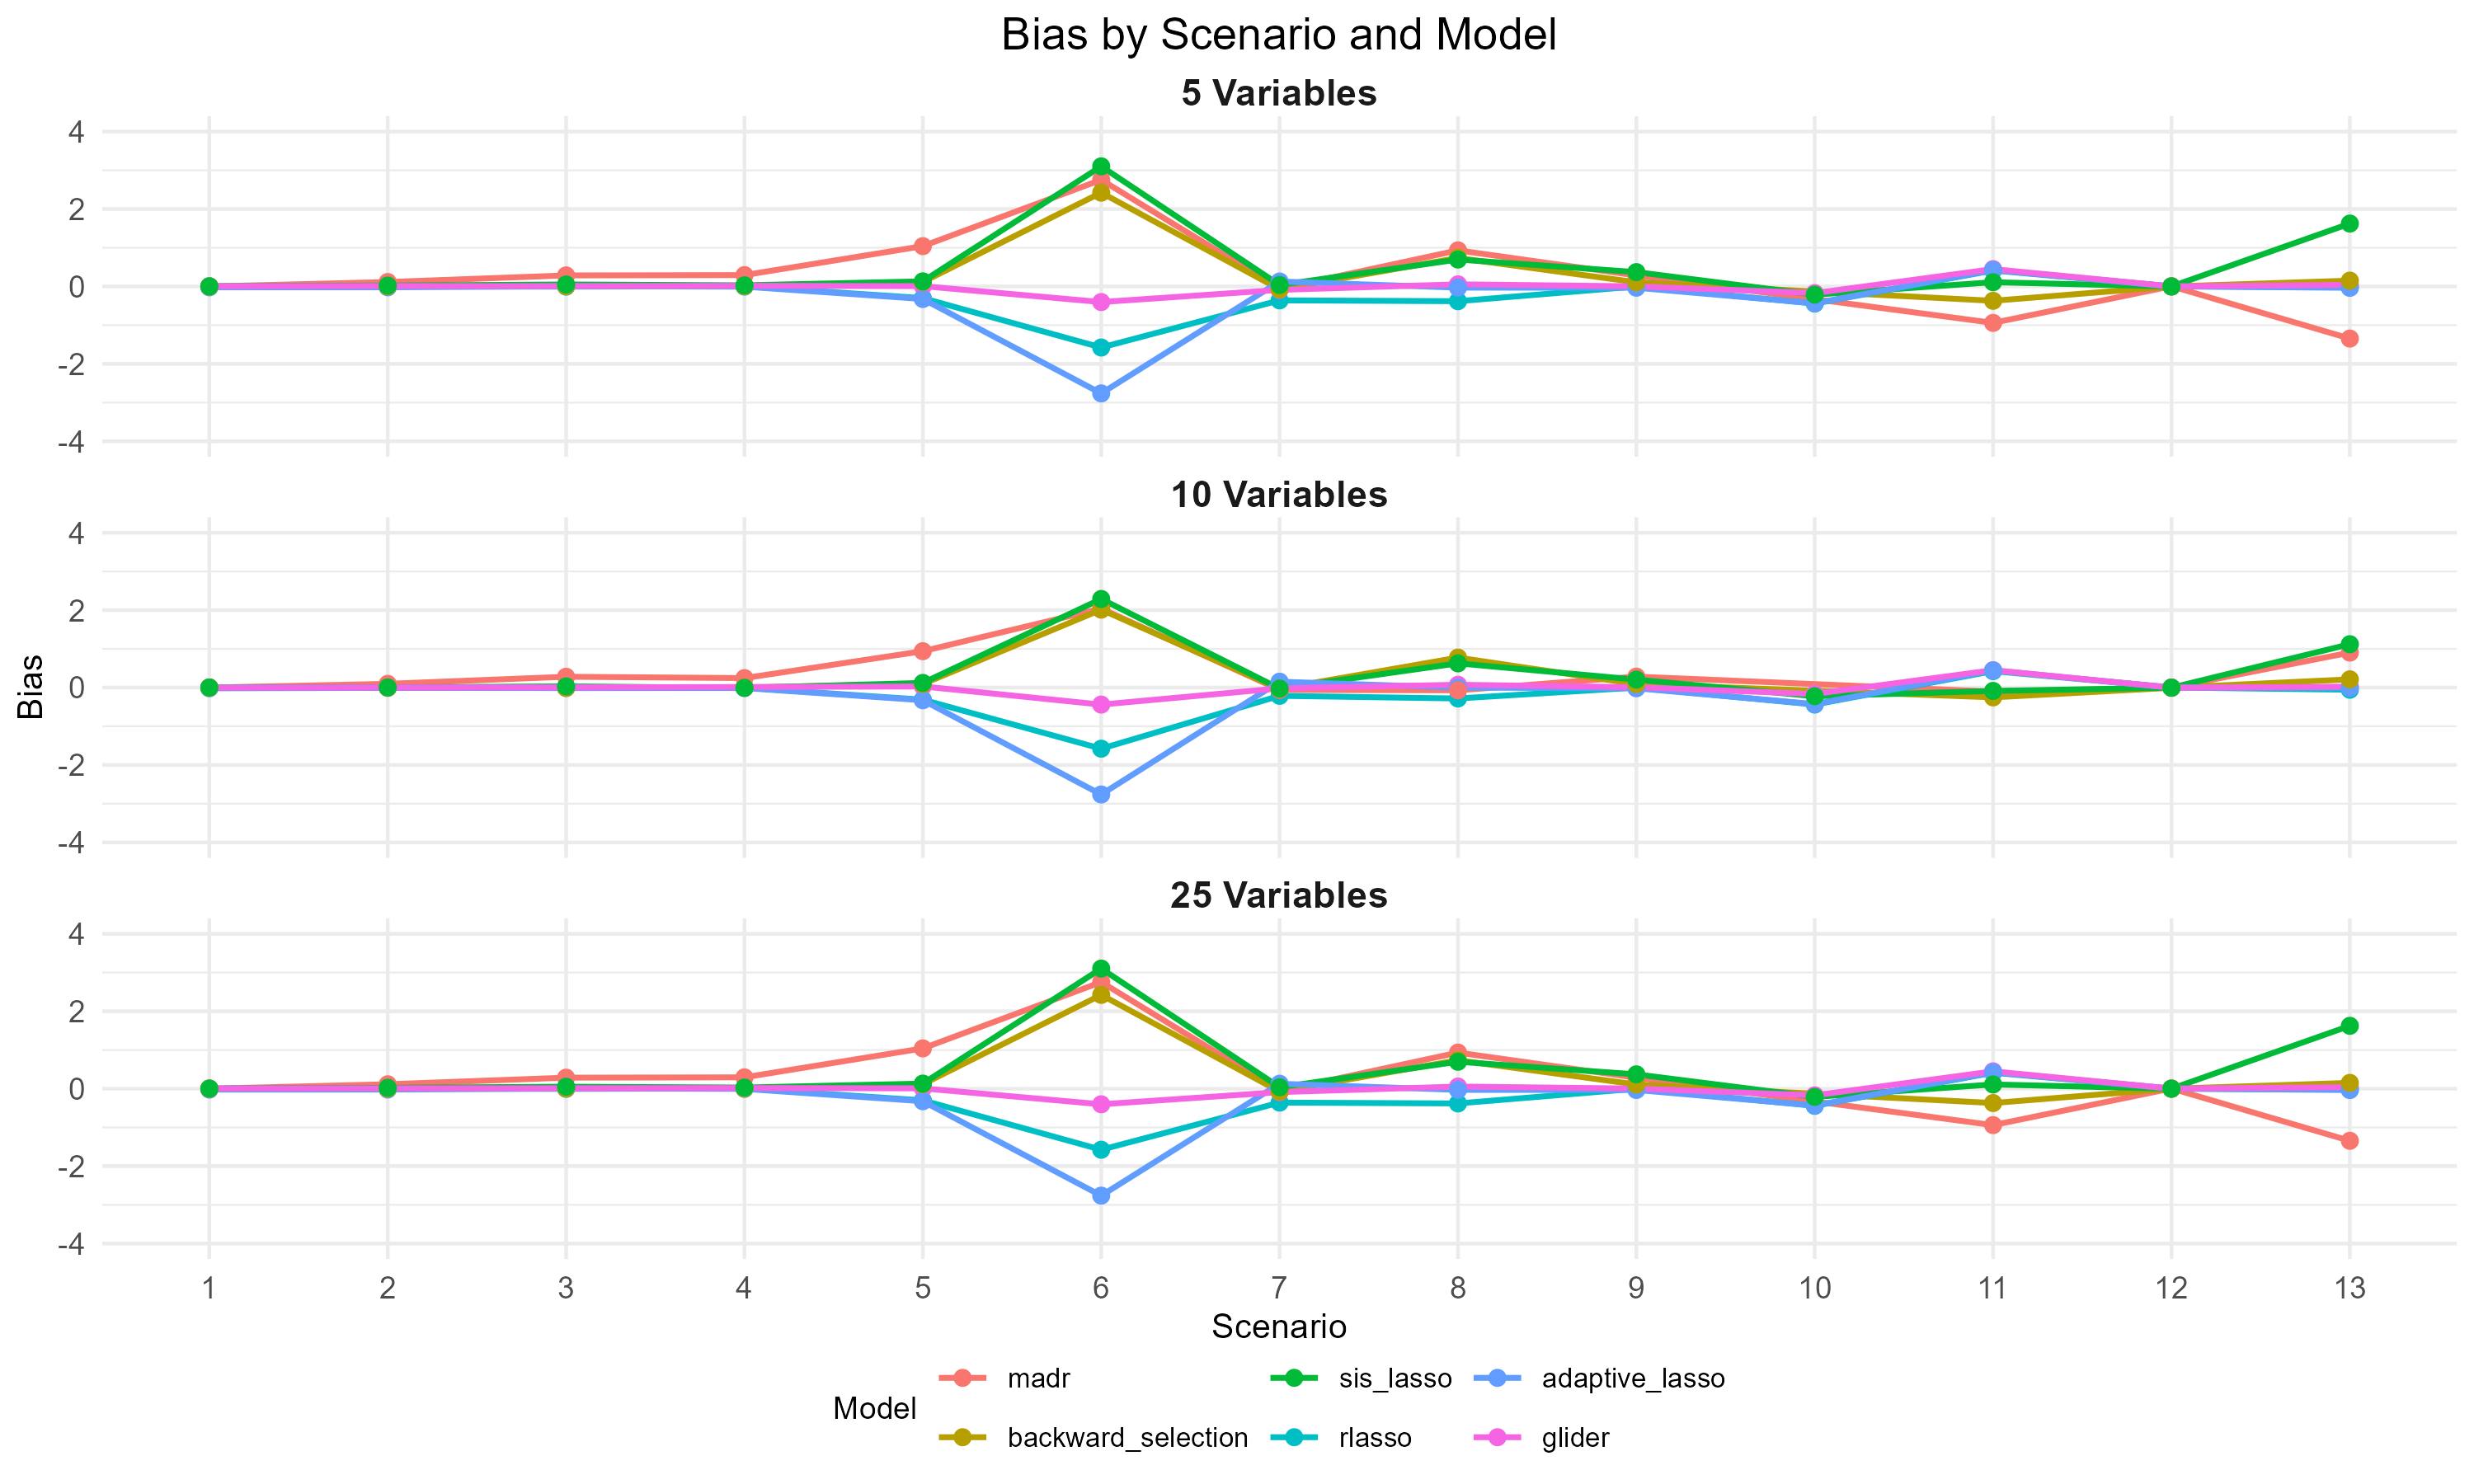 Bias by Scenario and Model
5 Variables
4
2
0
-2
-4
10 Variables
4
2
0
-2
-4
Bias
25 Variables
4
2
0
-2
-4
1 2 3 4 5 6 7 8 9 10 11 12 13
Scenario
Model
madr sis_lasso adaptive_lasso
backward_selection rlasso glider